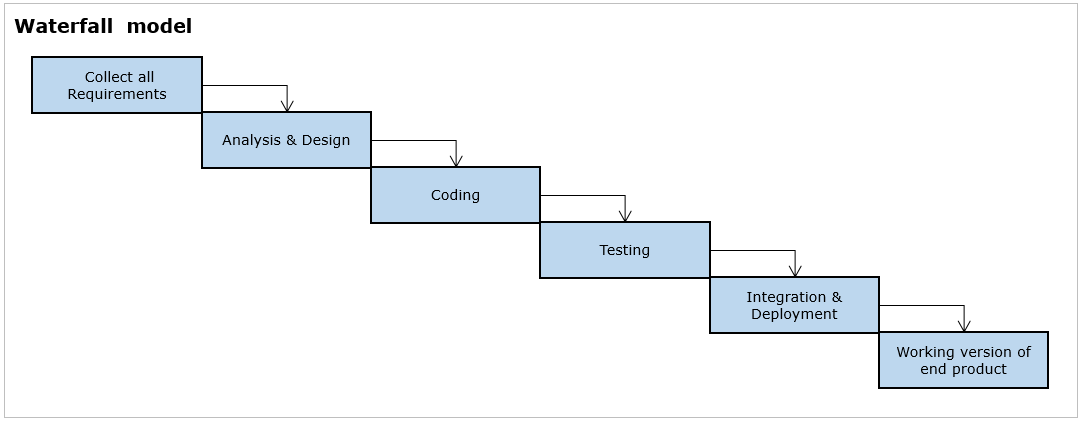 Waterfall model
Collect all
Requirements
Analysis & Design
Coding
Testing
Integration &
Deployment
Working version of
end product